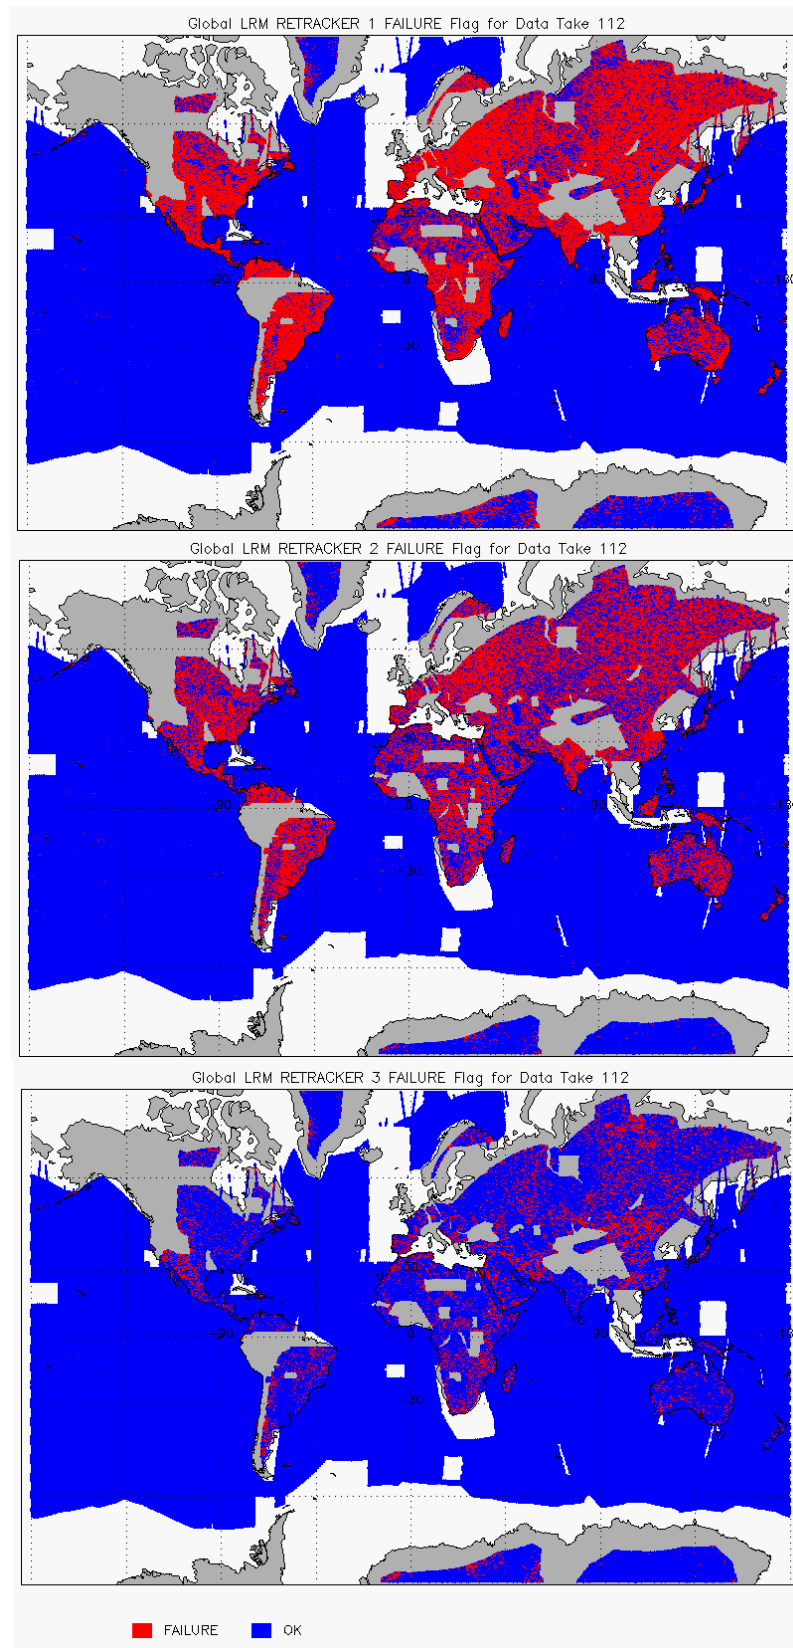 Global LRM RETRACKER 1 FAILURE Flag for Data Take 112
30
-90 0 90 180
-30
Global LRM RETRACKER 2 FAILURE Flag for Data Take 112
-90 0 90
-30
Global LRM RETRACKER 3 FAILURE Flag for Data Take 112
-90 0 90
-30
FAILURE OK